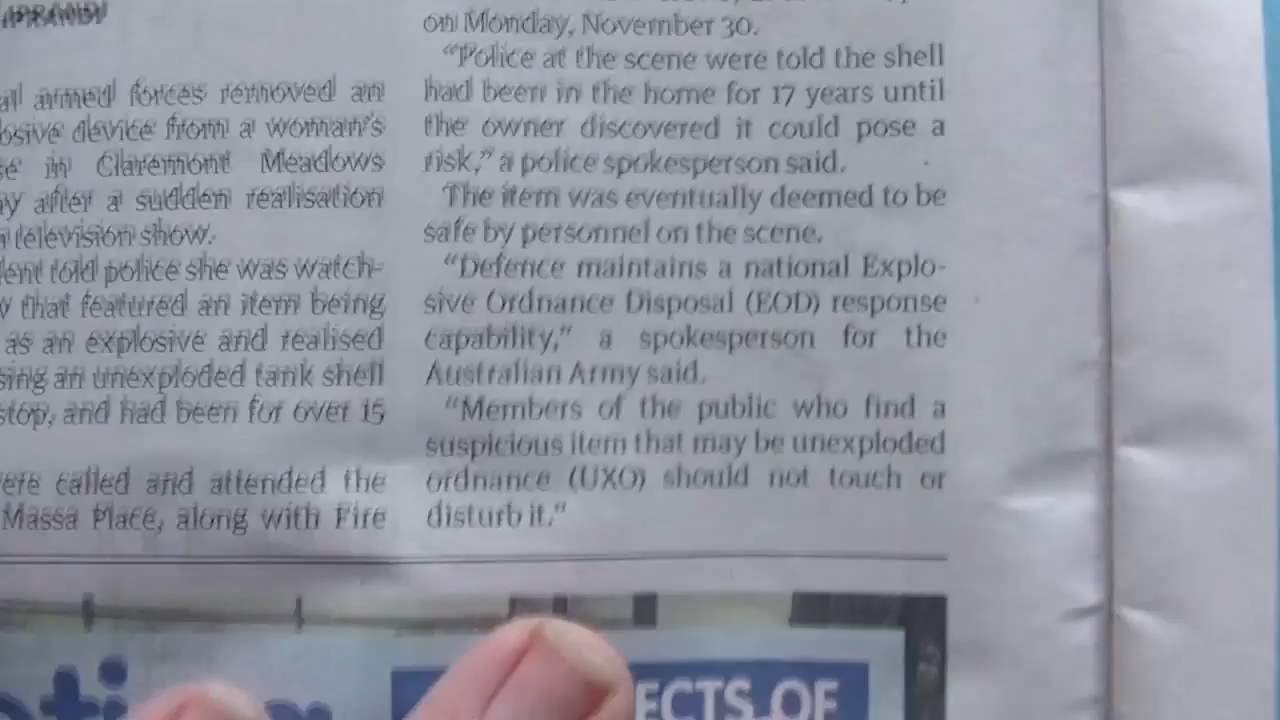 al armed forces removed an
osive device from a woman's
se in Claremont Meadows
ay after a sudden realisation
television show.
ent told police she was watch-
that featured an item being
as an explosive and realised
sing an unexploded tank shell
stop, and had been for over 15
ere called and attended the
Massa Place, along with Fire
on Monday, November 30.
"Police at the scene were told the shell
had been in the home for 17 years until
the owner discovered it could pose a
risk," a police spokesperson said.
The item was eventually deemed to be
safe by personnel on the scene.
"Defence maintains a national Explo-
sive Ordnance Disposal (EOD) response
capability," a spokesperson for the
Australian Army said.
"Members of the public who find a
suspicious item that may be unexploded
ordnance (UXO) should not touch or
disturb it."
ECTS OF